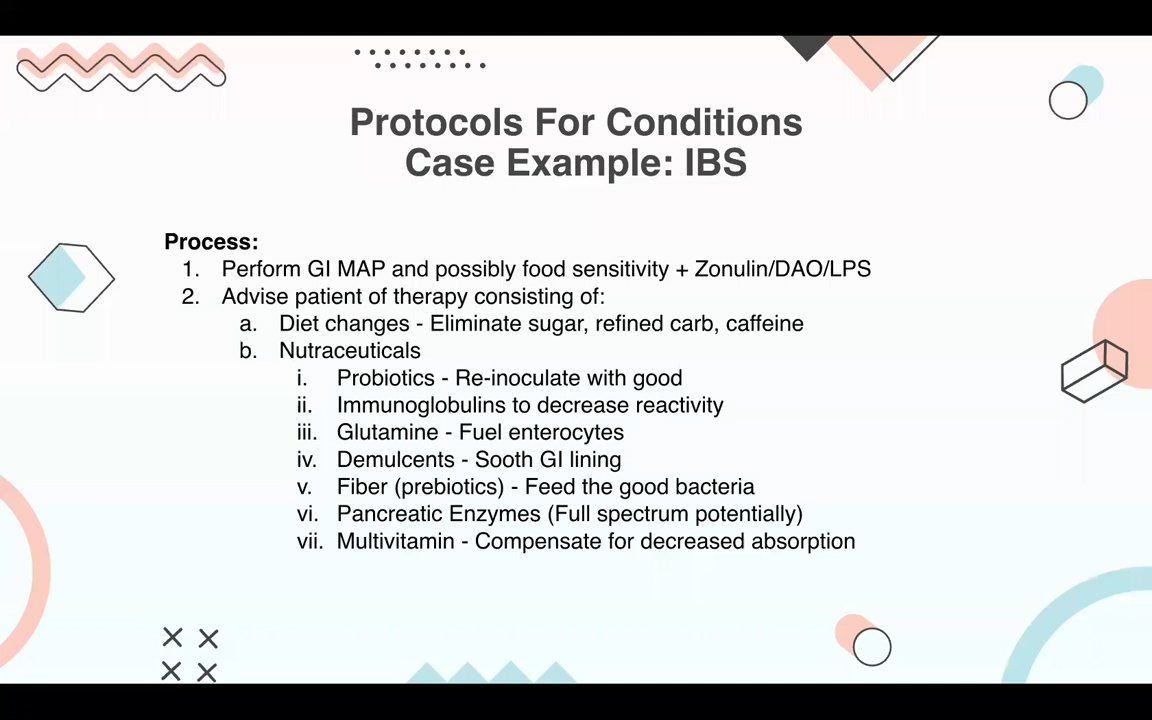 Protocols For Conditions
Case Example: IBS
Process:
1. Perform GI MAP and possibly food sensitivity + Zonulin/DAO/LPS
2. Advise patient of therapy consisting of:
a. Diet changes - Eliminate sugar, refined carb, caffeine
b. Nutraceuticals
i. Probiotics - Re-inoculate with good
ii. Immunoglobulins to decrease reactivity
iii. Glutamine - Fuel enterocytes
iv. Demulcents - Sooth GI lining
v. Fiber (prebiotics) - Feed the good bacteria
vi. Pancreatic Enzymes (Full spectrum potentially)
vii. Multivitamin - Compensate for decreased absorption